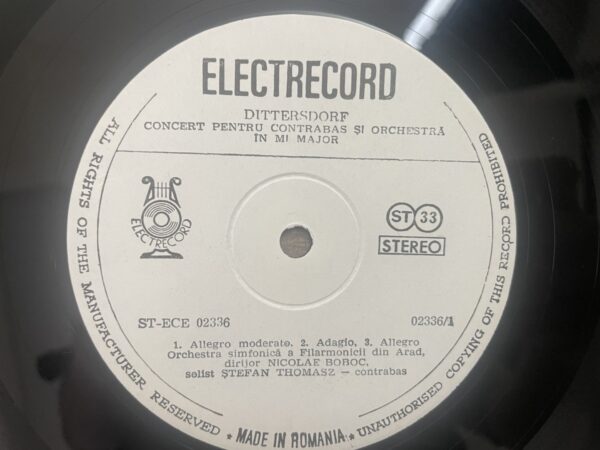 ELECTRECORD
DITTERSDORF
CONCERT PENTRU CONTRABAS ȘI ORCHESTRĂ
ÎN MI MAJOR
ELECTRECORD
ST 33
STEREO
ST-ECE 02336
02336/1
1. Allegro moderato. 2. Adagio, 3. Allegro
Orchestra simfonică a Filarmonicii din Arad,
dirijor NICOLAE BOBOC,
solist ȘTEFAN THOMASZ — contrabas
ALL RIGHTS OF THE MANUFACTURER RESERVED * MADE IN ROMANIA * UNAUTHORISED COPYING OF THIS RECORD PROHIBITED